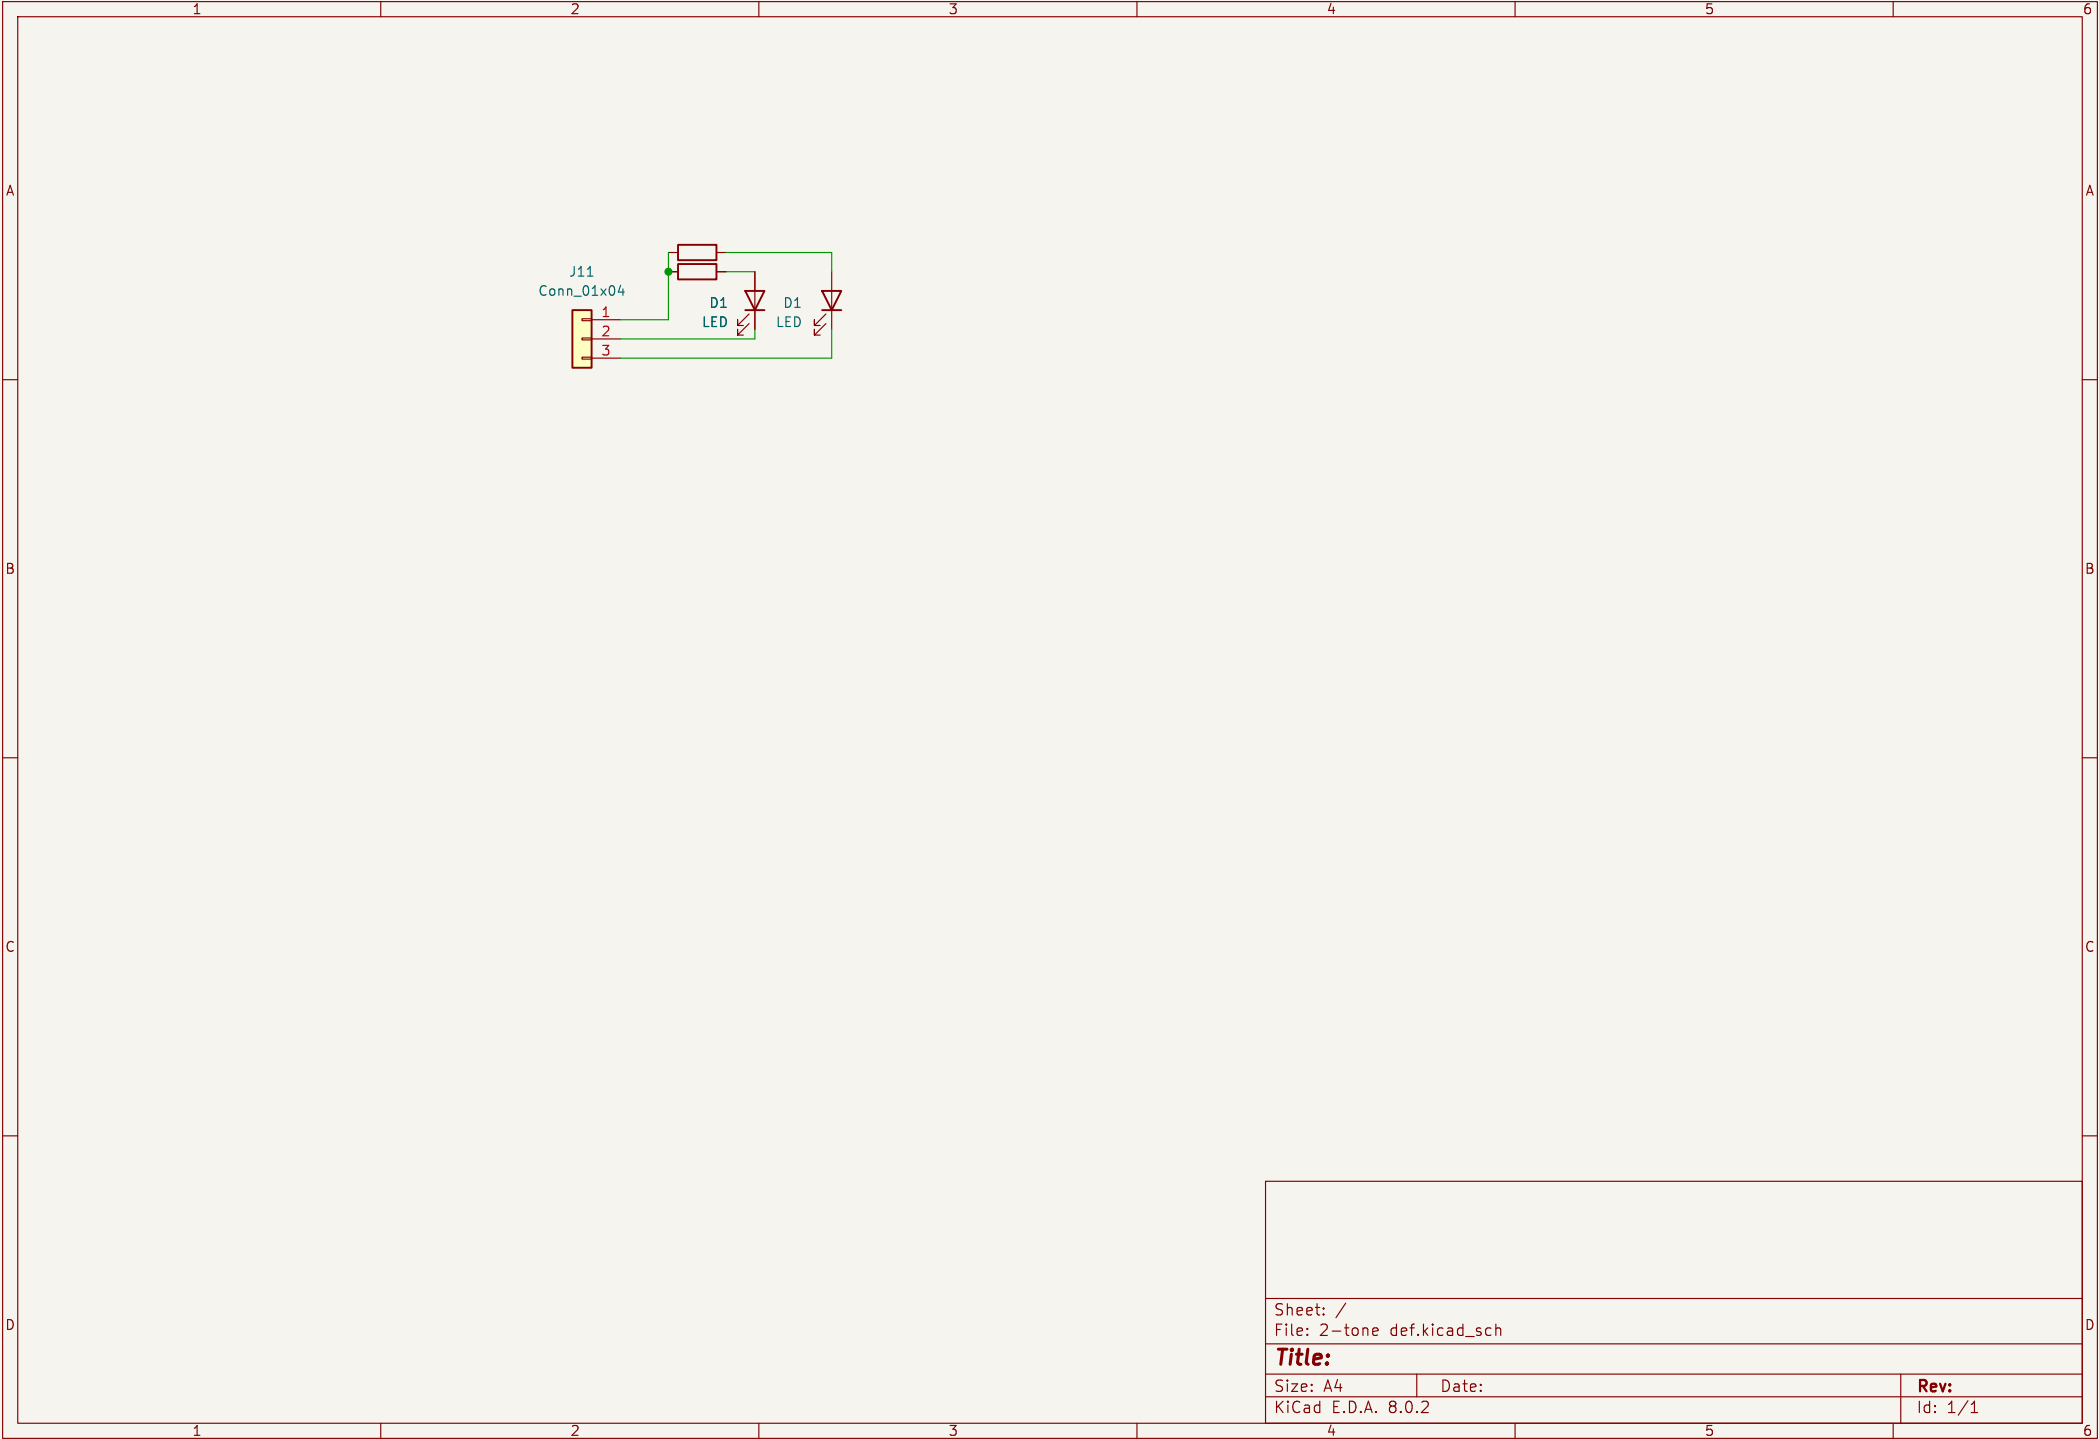 1 2 3 4 5 6
A A
J11
Conn_01x04
1
2
3
D1
LED
D1
LED
B B
C C
D D
Sheet: /
File: 2-tone def.kicad_sch
Title:
Size: A4 Date: Rev:
KiCad E.D.A. 8.0.2 Id: 1/1
1 2 3 4 5 6